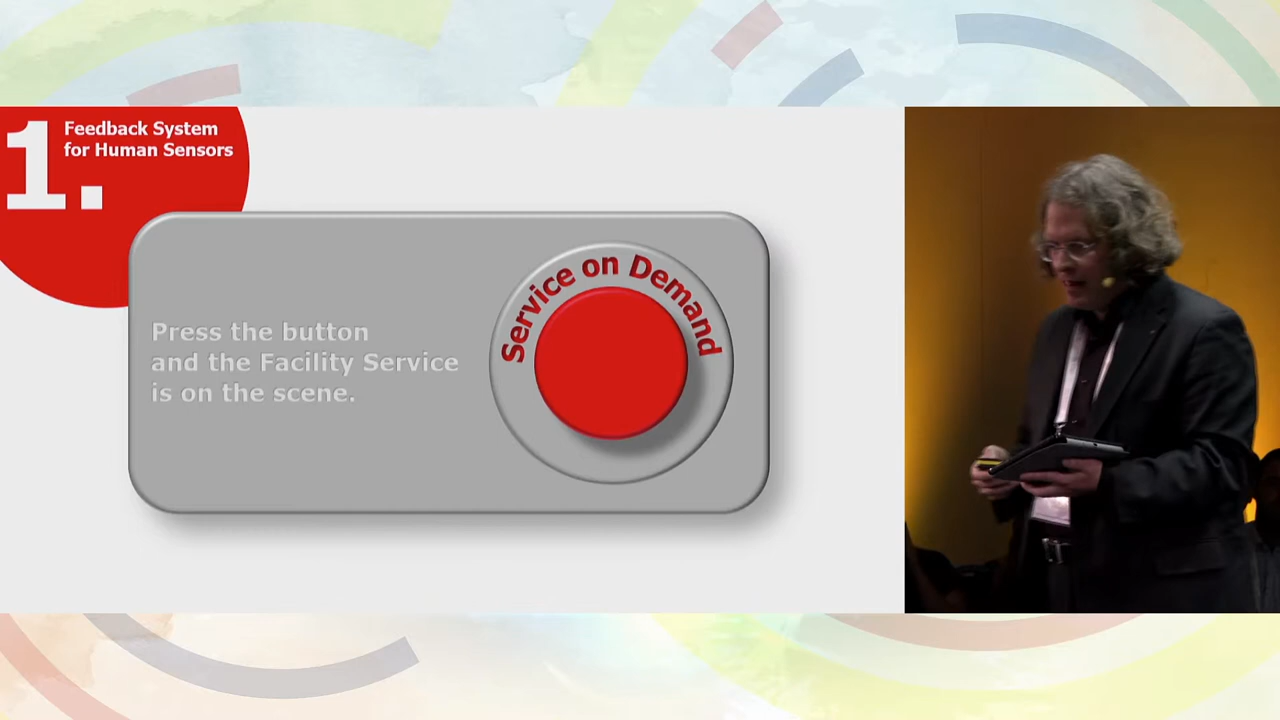 1.
Feedback System
for Human Sensors
Service on Demand
Press the button
and the Facility Service
is on the scene.